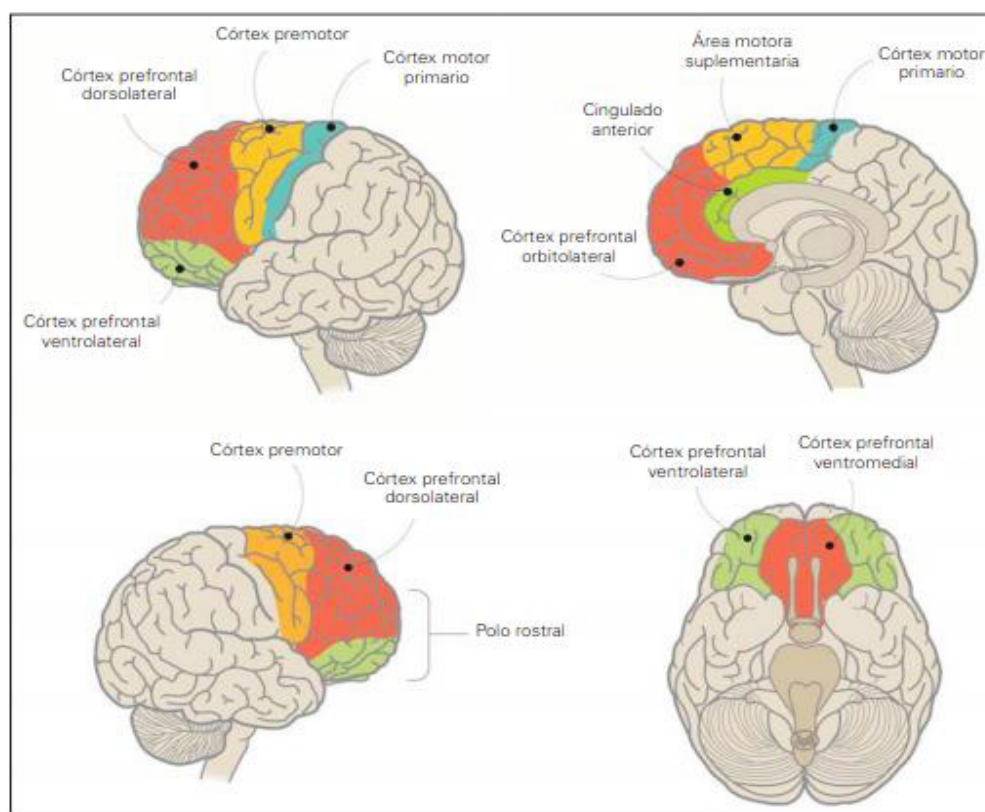 Córtex premotor
Córtex motor
primario
Córtex prefrontal
dorsolateral
Córtex prefrontal
ventrolateral
Área motora
suplementaria
Córtex motor
primario
Cingulado
anterior
Córtex prefrontal
orbitolateral
Córtex premotor
Córtex prefrontal
dorsolateral
Polo rostral
Córtex prefrontal
ventrolateral
Córtex prefrontal
ventromedial